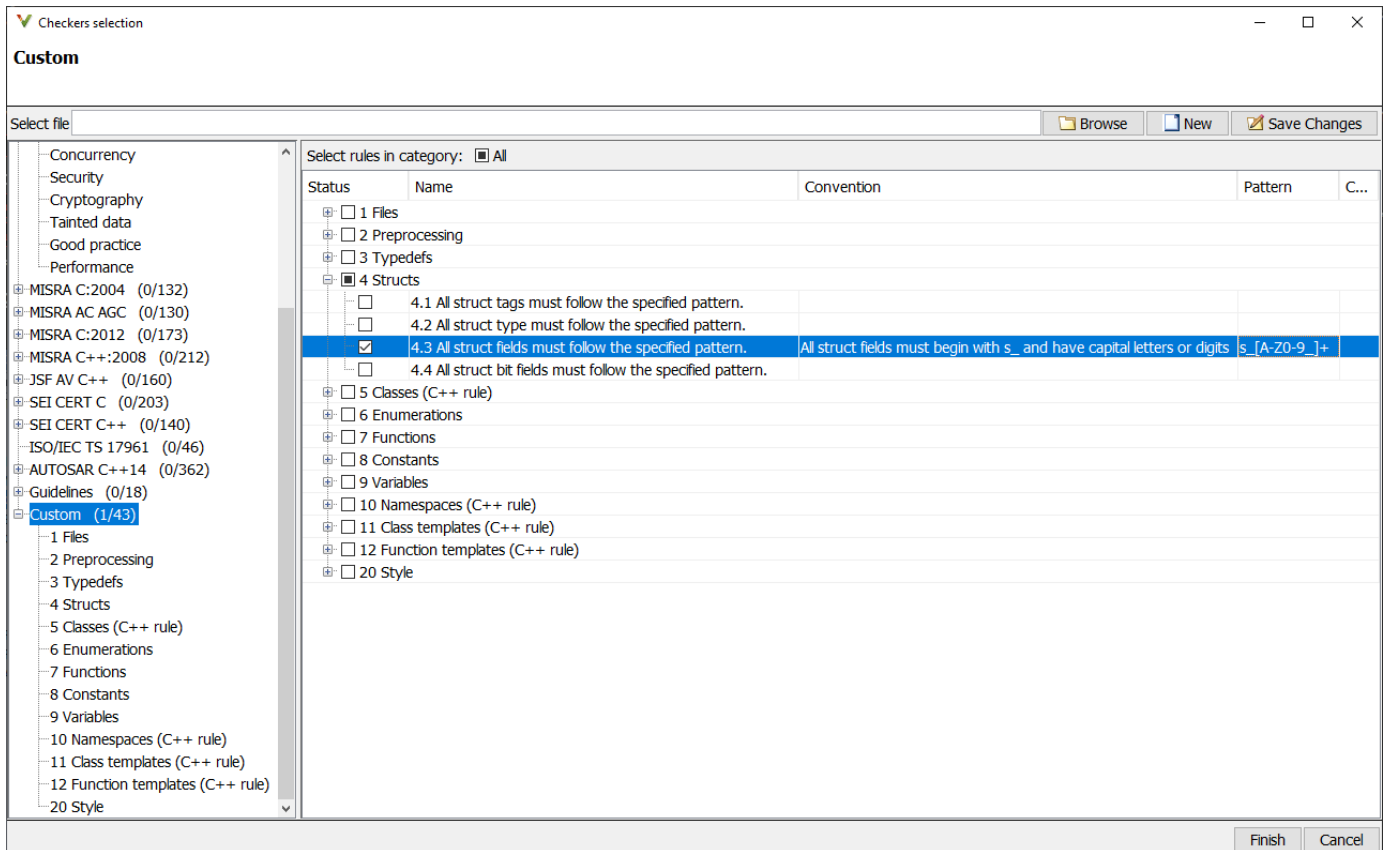 Checkers selection
Custom
Select file
Browse
New
Save Changes
Concurrency
Security
Cryptography
Tainted data
Good practice
Performance
MISRA C:2004 (0/132)
MISRA AC AGC (0/130)
MISRA C:2012 (0/173)
MISRA C++:2008 (0/212)
JSF AV C++ (0/160)
SEI CERT C (0/203)
SEI CERT C++ (0/140)
ISO/IEC TS 17961 (0/46)
AUTOSAR C++14 (0/362)
Guidelines (0/18)
Custom (1/43)
1 Files
2 Preprocessing
3 Typedefs
4 Structs
5 Classes (C++ rule)
6 Enumerations
7 Functions
8 Constants
9 Variables
10 Namespaces (C++ rule)
11 Class templates (C++ rule)
12 Function templates (C++ rule)
20 Style
Select rules in category: All
Status Name Convention Pattern C...
1 Files
2 Preprocessing
3 Typedefs
4 Structs
4.1 All struct tags must follow the specified pattern.
4.2 All struct type must follow the specified pattern.
4.3 All struct fields must follow the specified pattern. All struct fields must begin with s_ and have capital letters or digits s_[A-Z0-9_]+
4.4 All struct bit fields must follow the specified pattern.
5 Classes (C++ rule)
6 Enumerations
7 Functions
8 Constants
9 Variables
10 Namespaces (C++ rule)
11 Class templates (C++ rule)
12 Function templates (C++ rule)
20 Style
Finish
Cancel